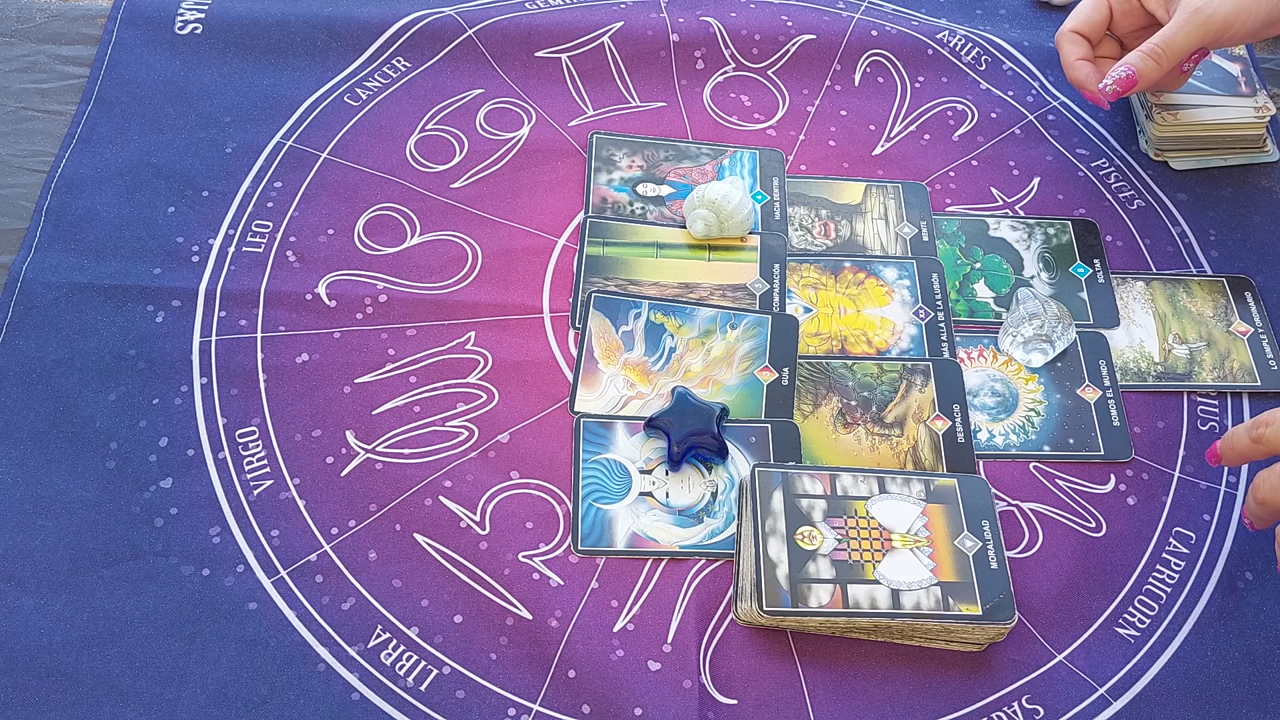 GEMINI
ARIES
CANCER
PISCES
LEO
VIRGO
LIBRA
CAPRICORN
HACIA DENTRO
MENTE
COMPARACIÓN
SOLTAR
MÁS ALLÁ DE LA ILUSIÓN
LO SIMPLE Y ORDINARIO
GUÍA
SOMOS EL MUNDO
DESPACIO
MORALIDAD